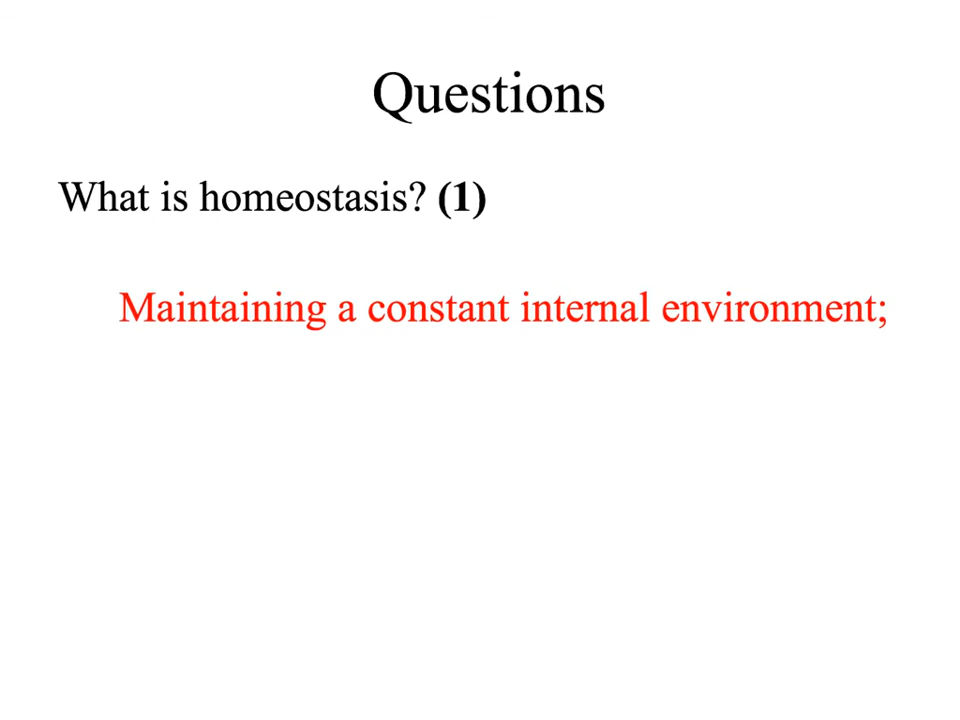 Questions
What is homeostasis? (1)
Maintaining a constant internal environment;